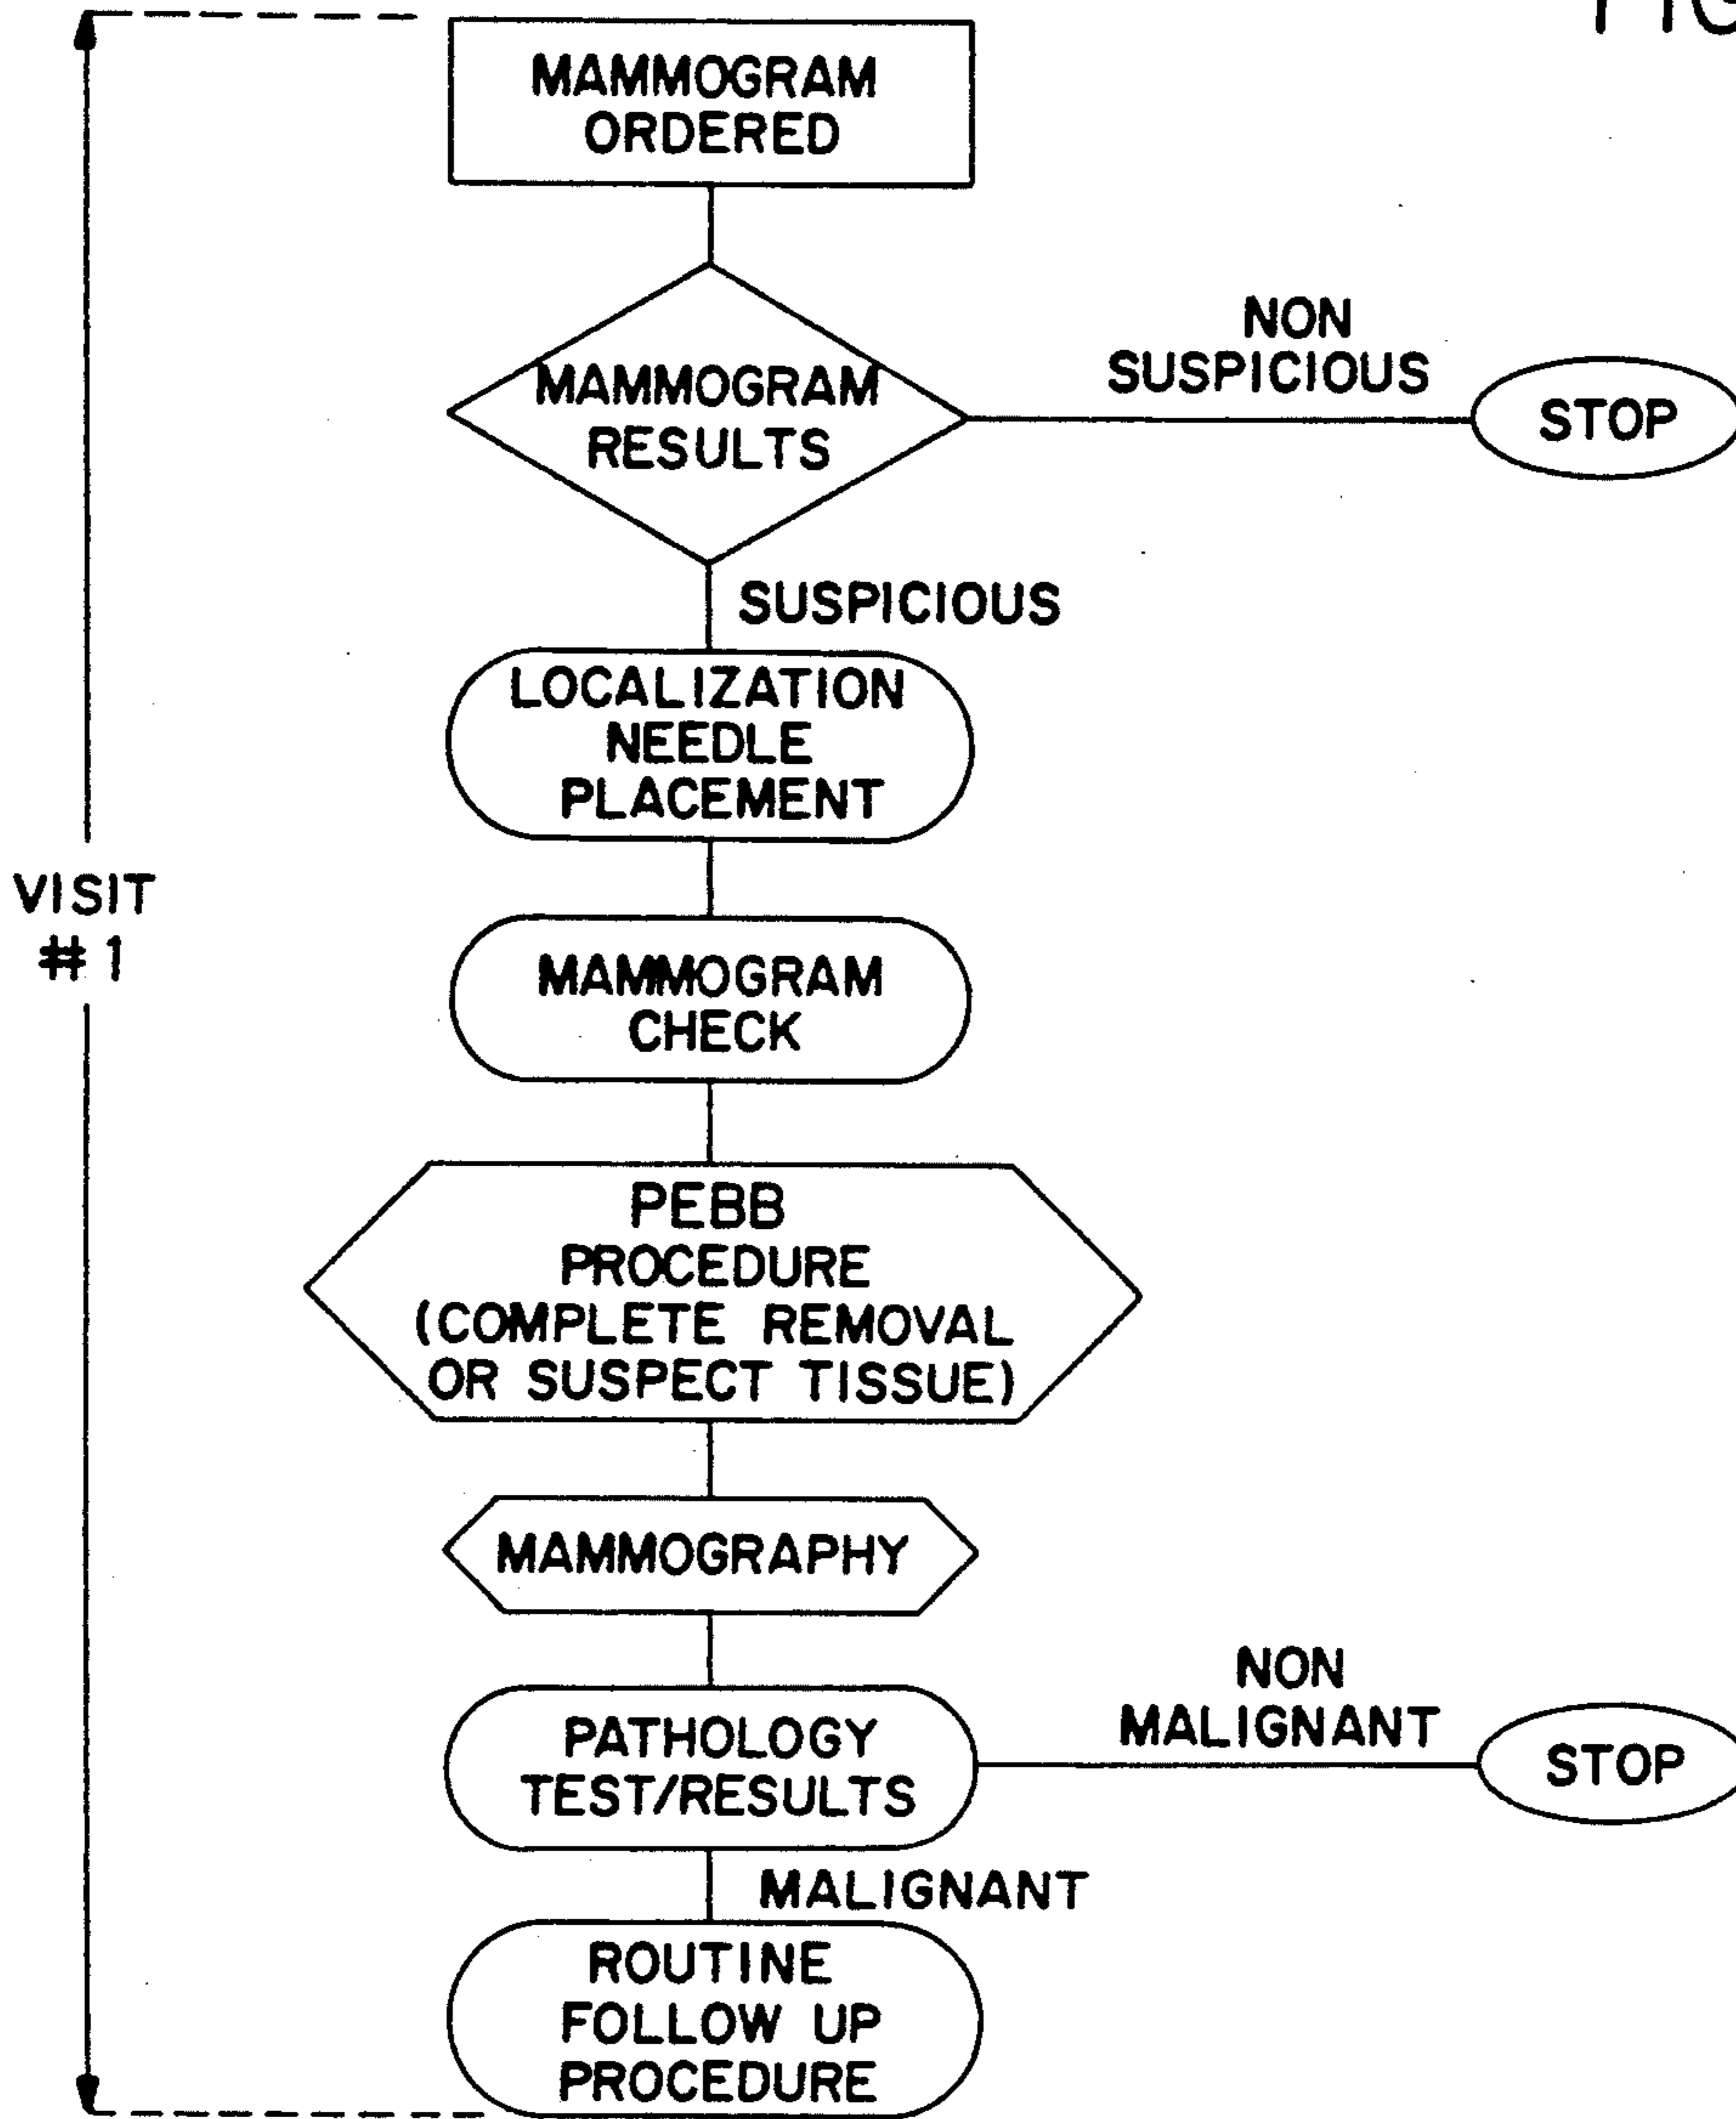 FIG
MAMMOGRAM
ORDERED
MAMMOGRAM
RESULTS
NON
SUSPICIOUS
STOP
SUSPICIOUS
LOCALIZATION
NEEDLE
PLACEMENT
VISIT
#1
MAMMOGRAM
CHECK
PEBB
PROCEDURE
(COMPLETE REMOVAL
OR SUSPECT TISSUE)
MAMMOGRAPHY
PATHOLOGY
TEST/RESULTS
NON
MALIGNANT
STOP
MALIGNANT
ROUTINE
FOLLOW UP
PROCEDURE